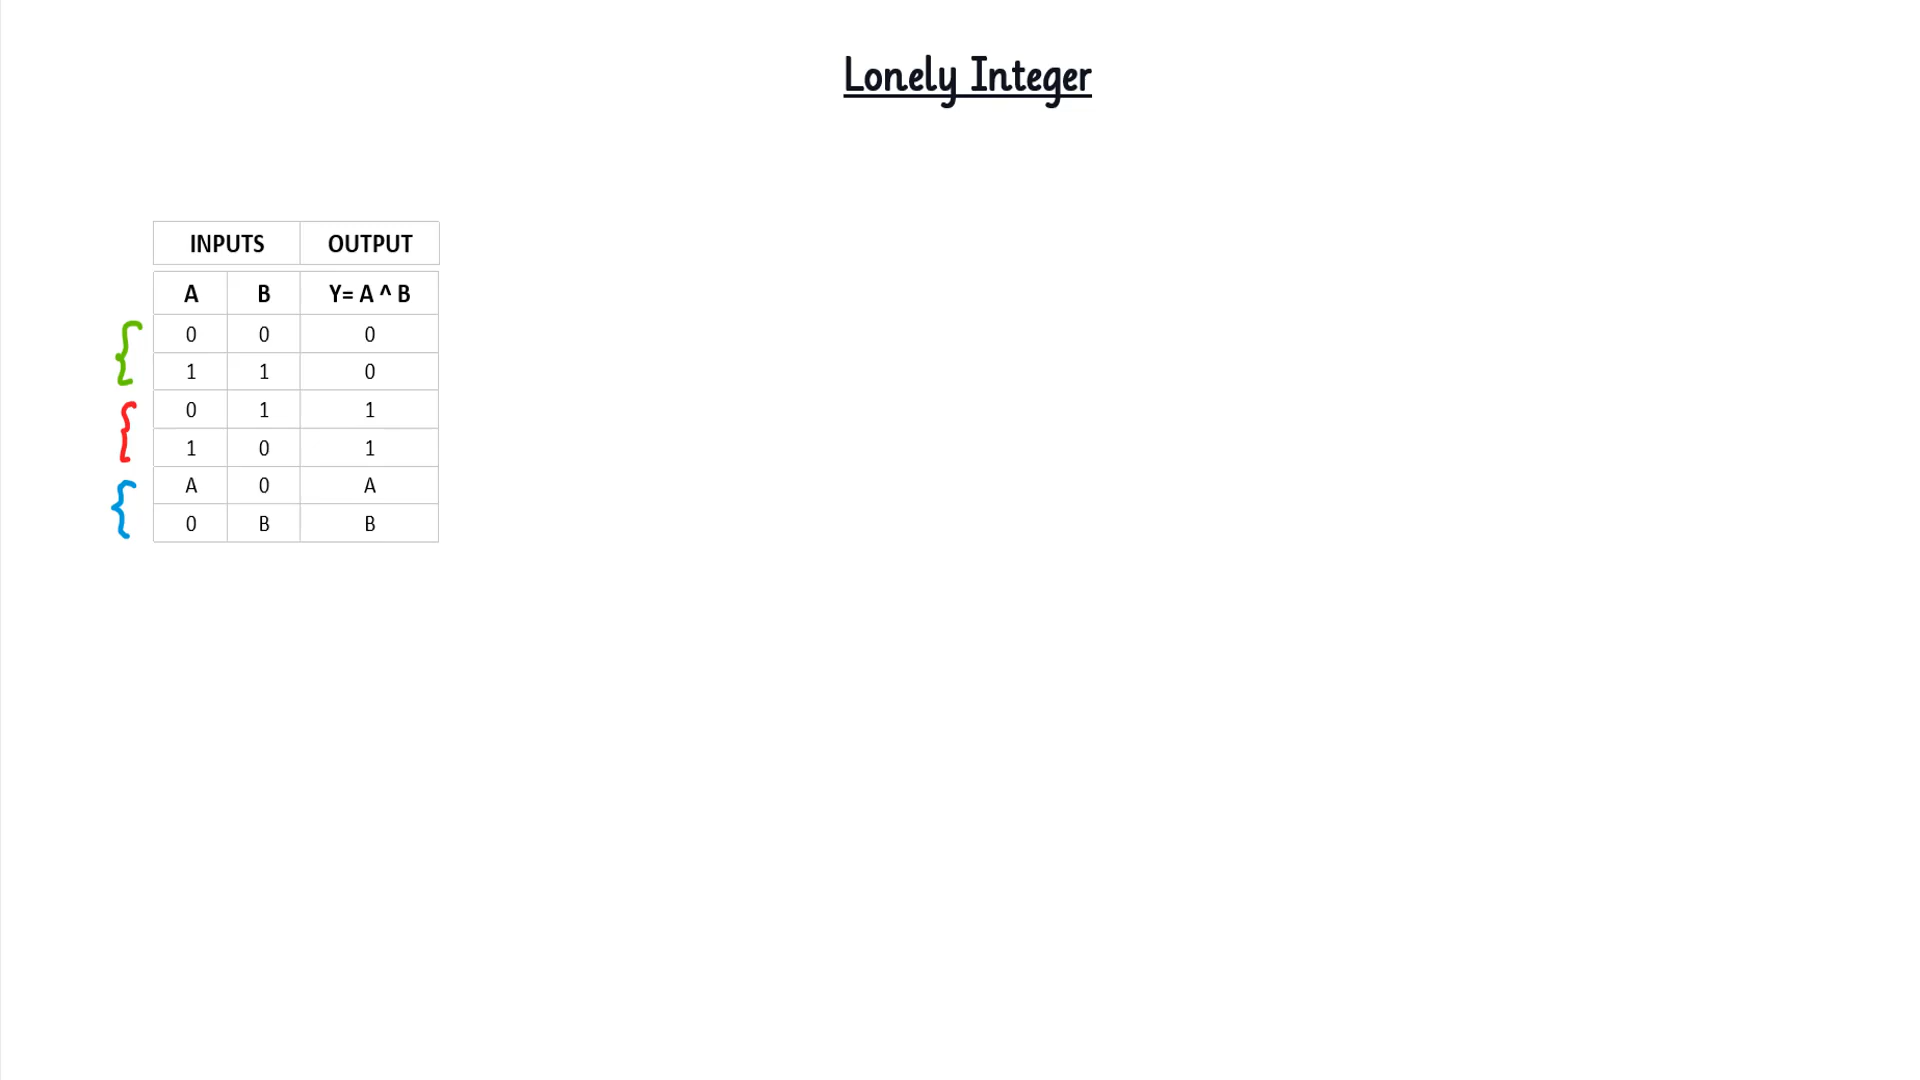 Lonely Integer
INPUTS OUTPUT
A B Y= A ^ B
0 0 0
1 1 0
0 1 1
1 0 1
A 0 A
0 B B